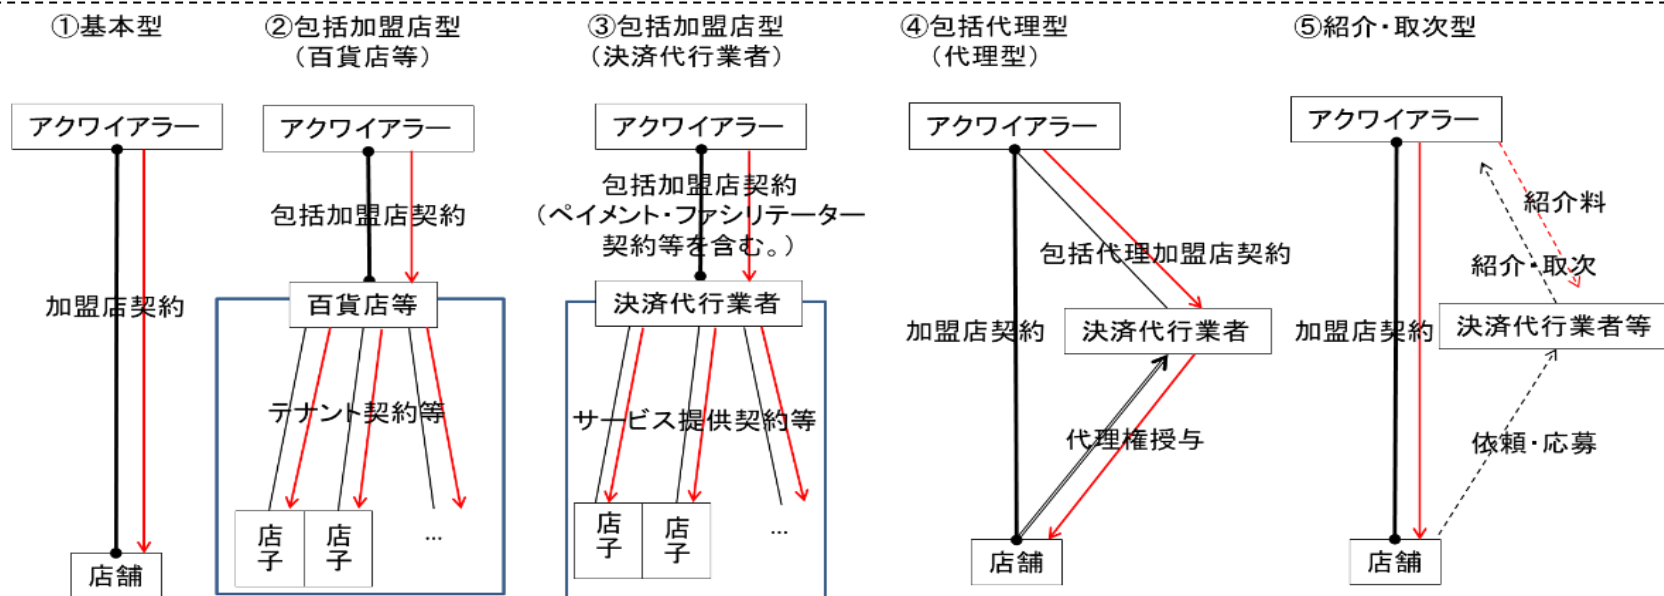 ①基本型
アクワイアラー
加盟店契約
店舗
②包括加盟店型
（百貨店等）
アクワイアラー
包括加盟店契約
百貨店等
テナント契約等
店子
店子
...
③包括加盟店型
（決済代行業者）
アクワイアラー
包括加盟店契約
（ペイメント・ファシリテーター
契約等を含む。）
決済代行業者
サービス提供契約等
店子
店子
...
④包括代理型
（代理型）
アクワイアラー
包括代理加盟店契約
加盟店契約
決済代行業者
代理権授与
店舗
⑤紹介・取次型
アクワイアラー
紹介料
紹介・取次
加盟店契約
決済代行業者等
依頼・応募
店舗